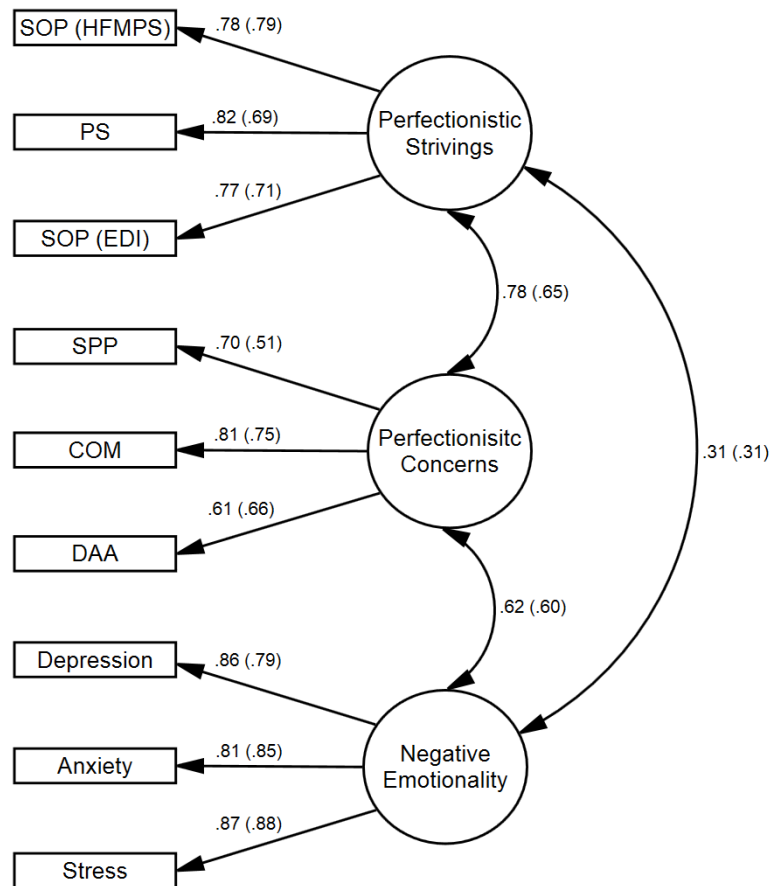 SOP (HFMPS)
.78 (.79)
PS
.82 (.69)
Perfectionistic
Strivings
.77 (.71)
SOP (EDI)
.78 (.65)
SPP
.70 (.51)
COM
.81 (.75)
Perfectionisitc
Concerns
.31 (.31)
.61 (.66)
DAA
.62 (.60)
Depression
.86 (.79)
Anxiety
.81 (.85)
Negative
Emotionality
.87 (.88)
Stress